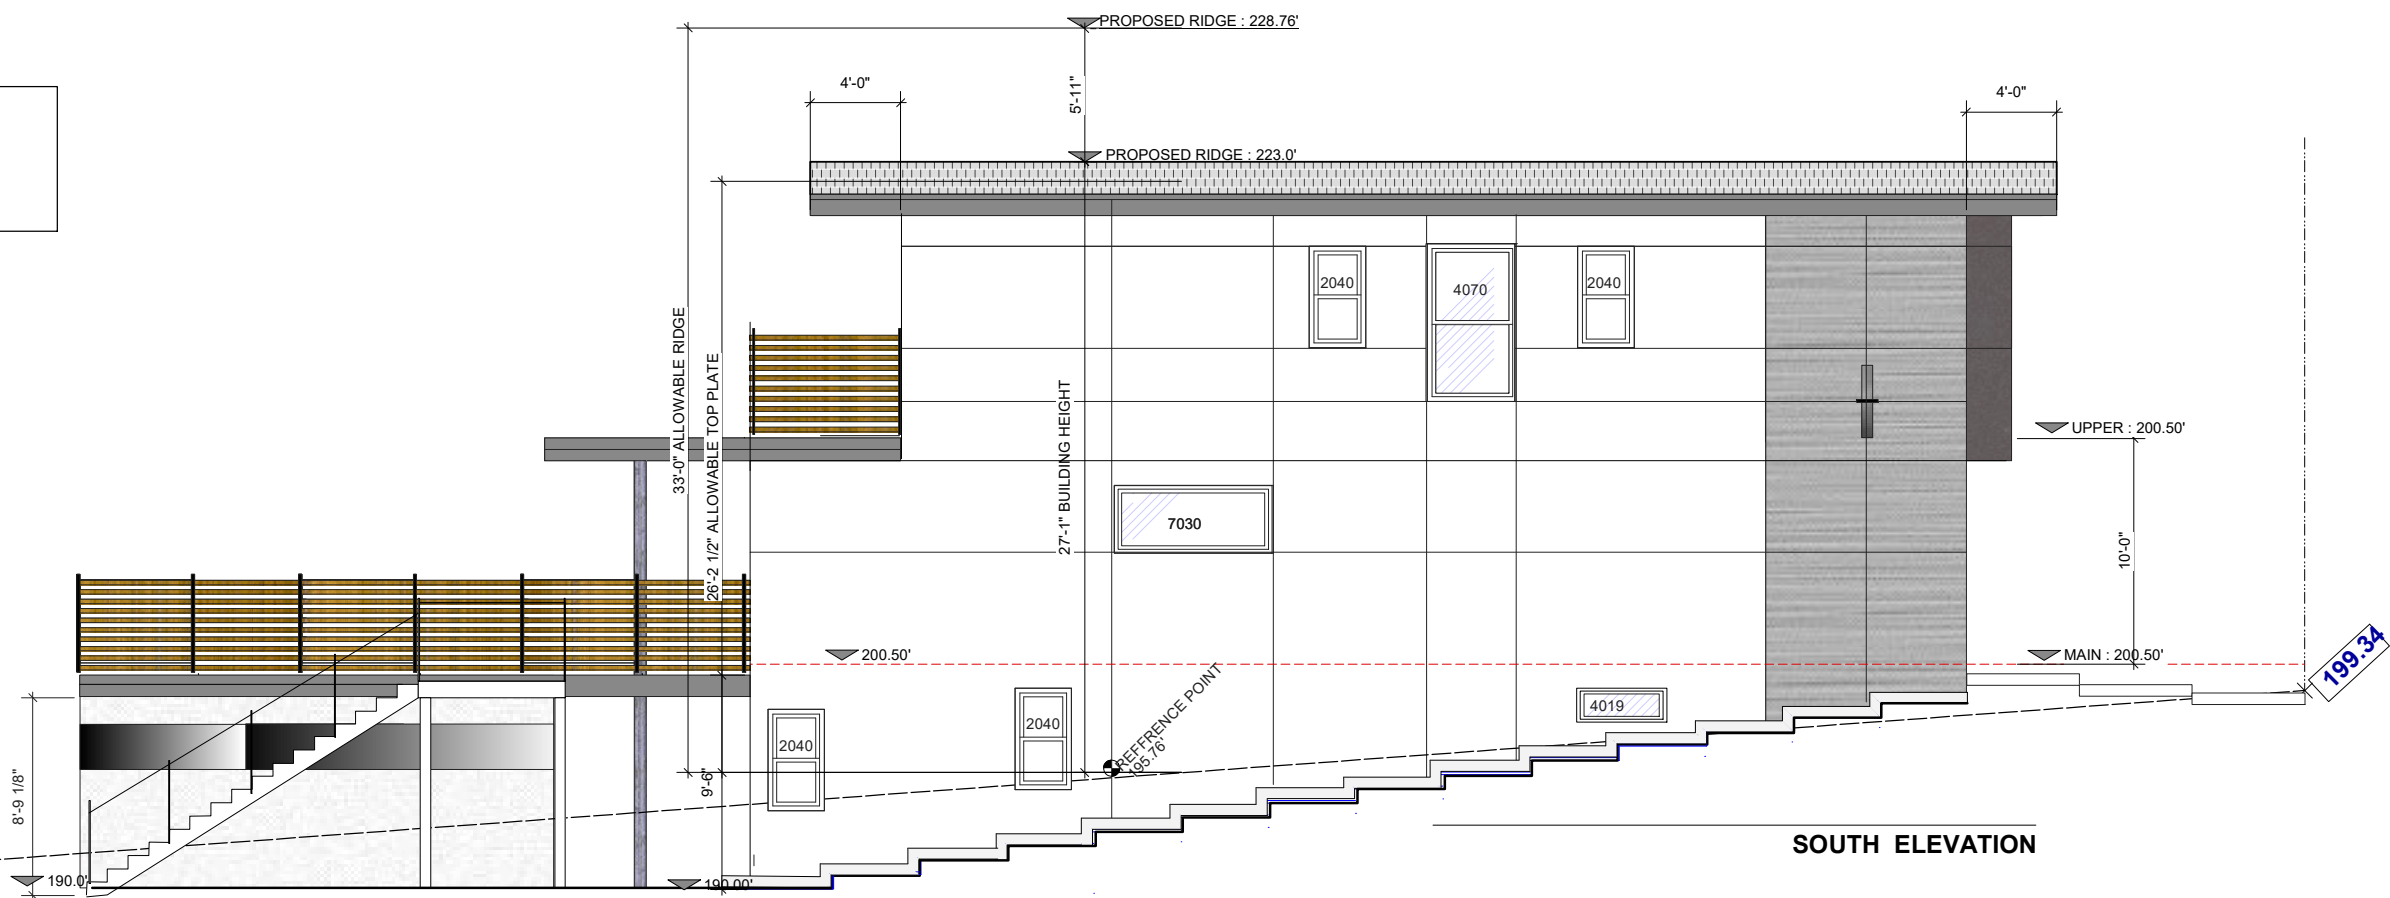 PROPOSED RIDGE : 228.76'
4'-0"
5'-11"
4'-0"
PROPOSED RIDGE : 223.0'
2040
4070
2040
33'-0" ALLOWABLE RIDGE
26'-2 1/2" ALLOWABLE TOP PLATE
27'-1" BUILDING HEIGHT
UPPER : 200.50'
7030
10'-0"
200.50'
MAIN : 200.50'
199.34
REFFRENCE POINT
195.76'
2040
2040
4019
8'-9 1/8"
9'-6"
190.0'
190.00'
SOUTH ELEVATION